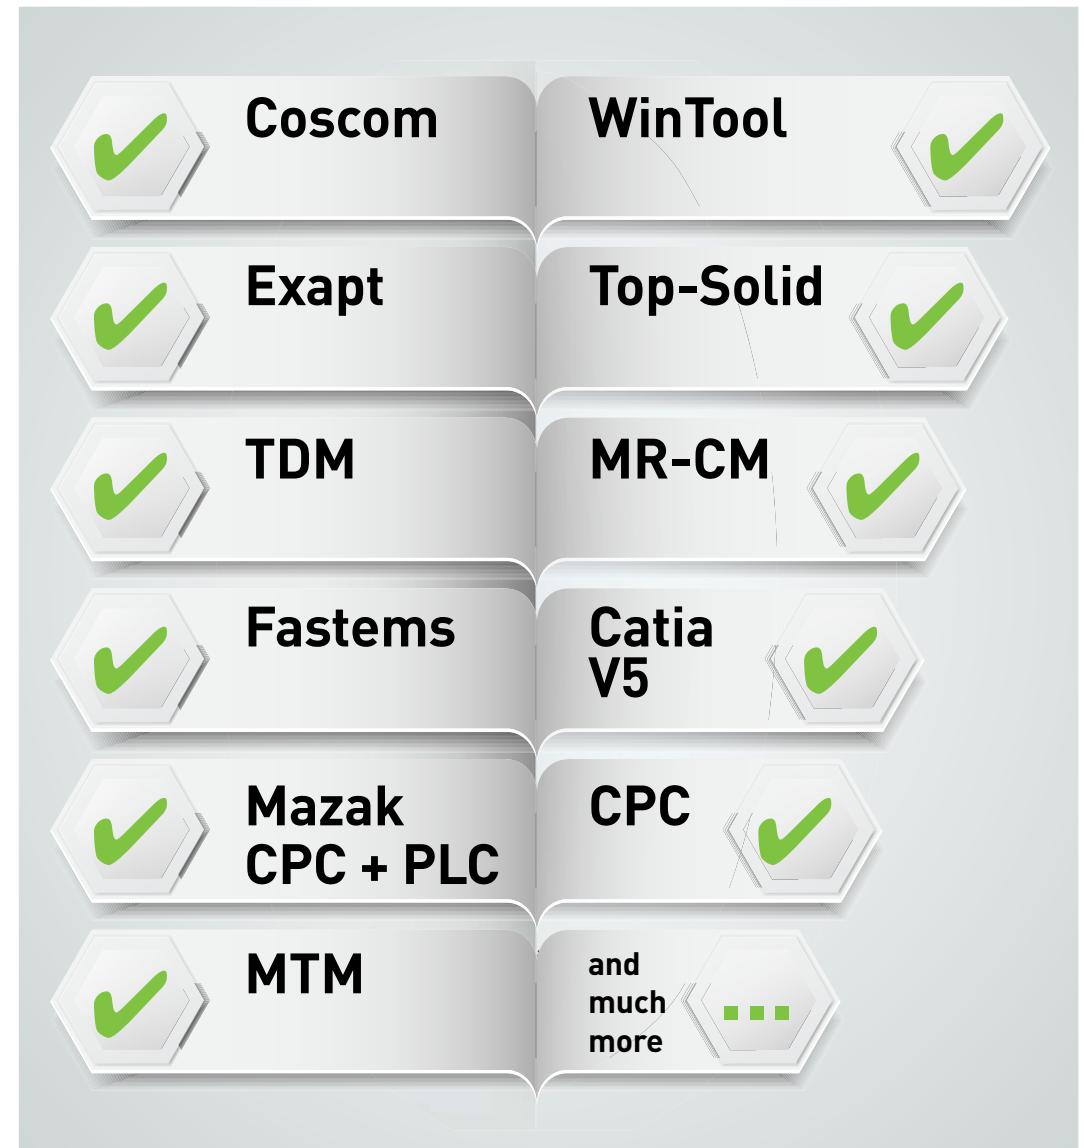 Coscom
WinTool
Exapt
Top-Solid
TDM
MR-CM
Fastems
Catia
V5
Mazak
CPC + PLC
CPC
MTM
and
much
more